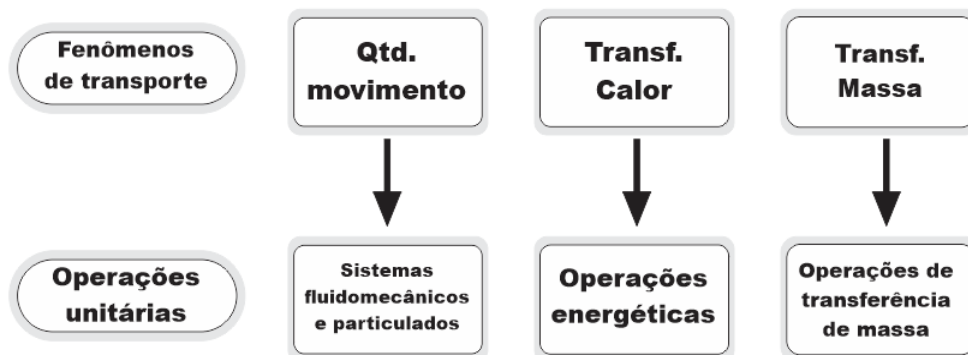 Fenômenos
de transporte
Qtd.
movimento
Transf.
Calor
Transf.
Massa
Operações
unitárias
Sistemas
fluidomecânicos
e particulados
Operações
energéticas
Operações de
transferência
de massa